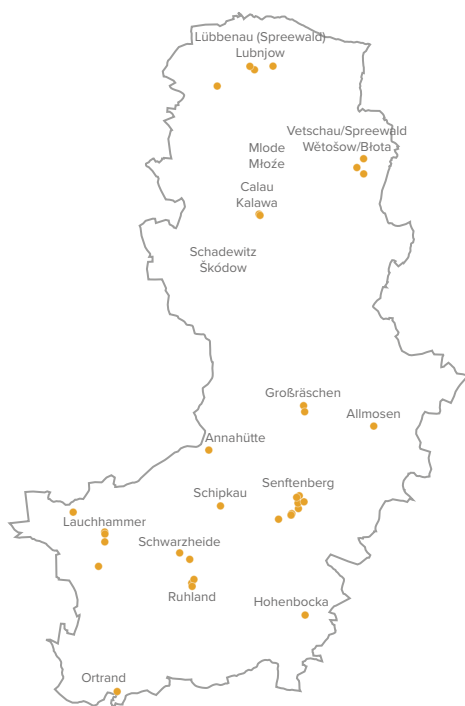 Lübbenau (Spreewald)
Lubnjow
Vetschau/Spreewald
Wětošow/Błota
Mlode
Młoźe
Calau
Kalawa
Schadewitz
Škódow
Großräschen
Allmosen
Annahütte
Senftenberg
Schipkau
Lauchhammer
Schwarzheide
Ruhland
Hohenbocka
Ortrand